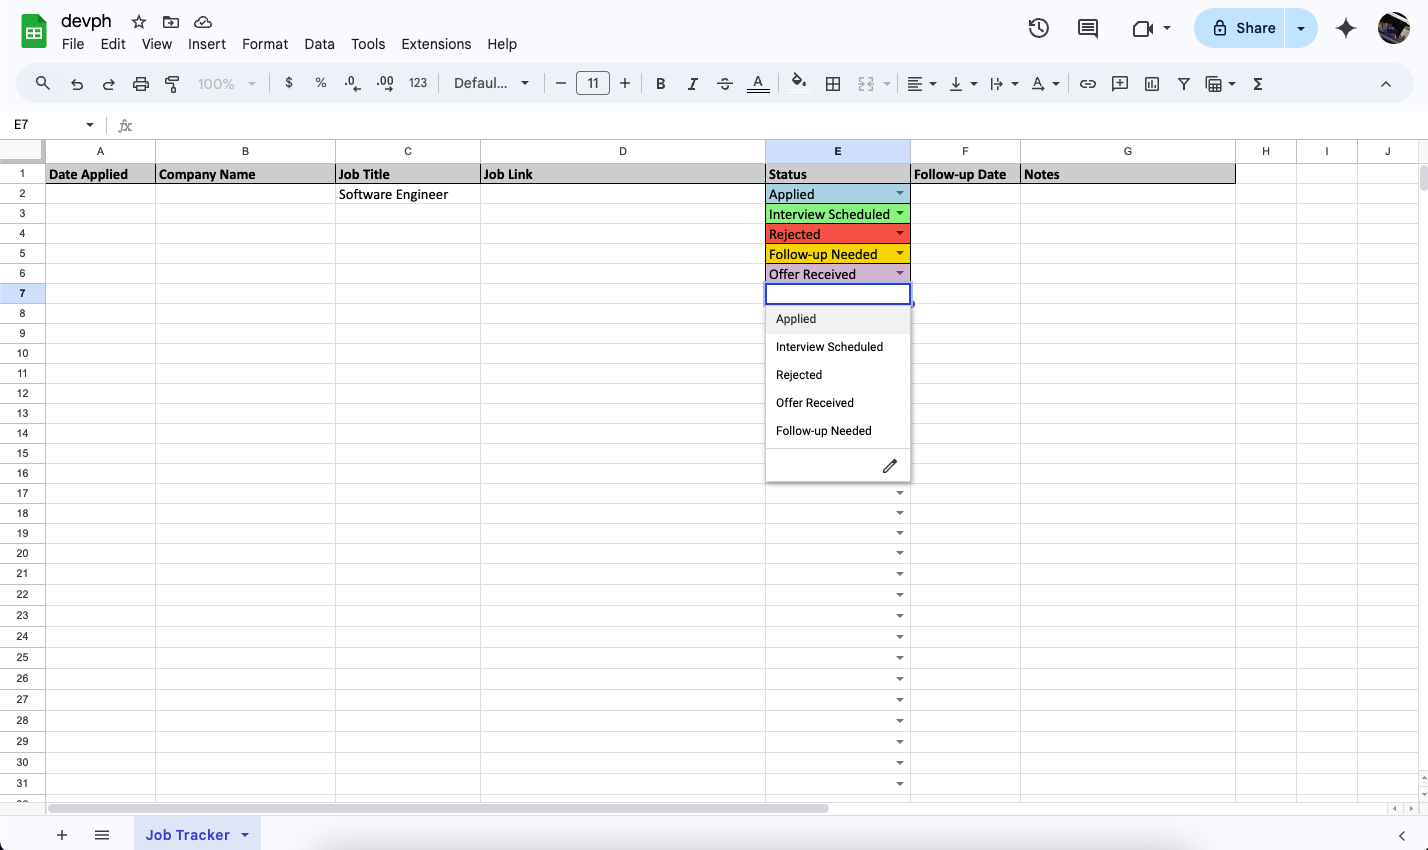 devph
File Edit View Insert Format Data Tools Extensions Help
Share
100% $ % .0 .00 123 Defaul... 11 B I A A Σ
E7 fx
A B C D E F G H I J
1 Date Applied Company Name Job Title Job Link Status Follow-up Date Notes
2 Software Engineer Applied
3 Interview Scheduled
4 Rejected
5 Follow-up Needed
6 Offer Received
7
8 Applied
9 Interview Scheduled
10
11 Rejected
12 Offer Received
13
14 Follow-up Needed
15
16
17
18
19
20
21
22
23
24
25
26
27
28
29
30
31
Job Tracker